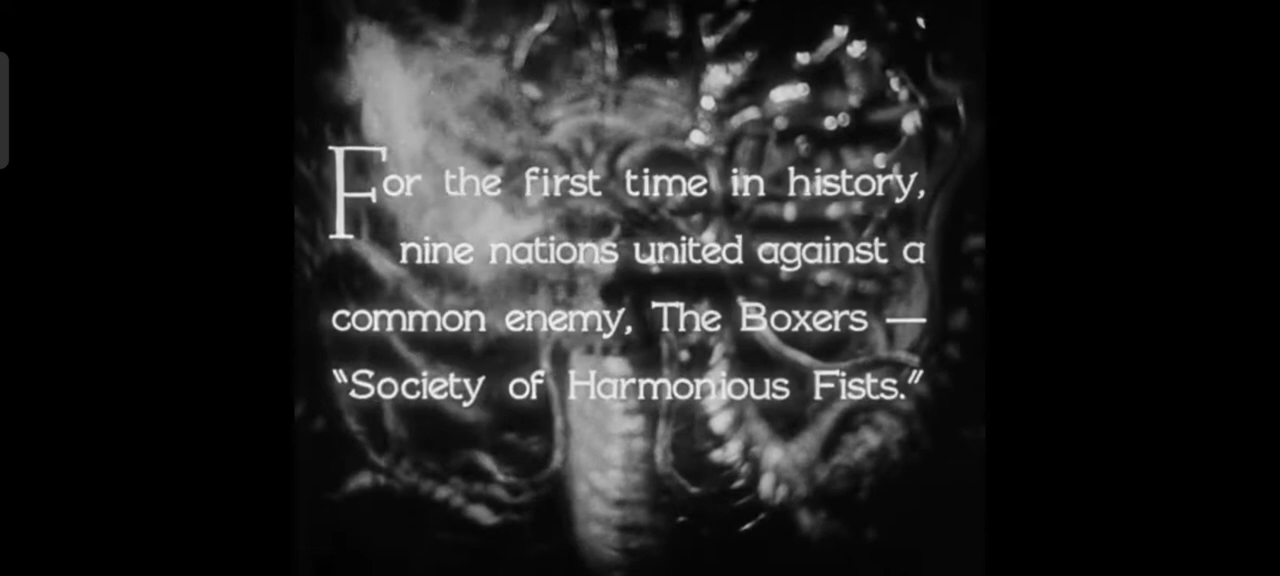 For the first time in history,
nine nations united against a
common enemy, The Boxers —
"Society of Harmonious Fists."